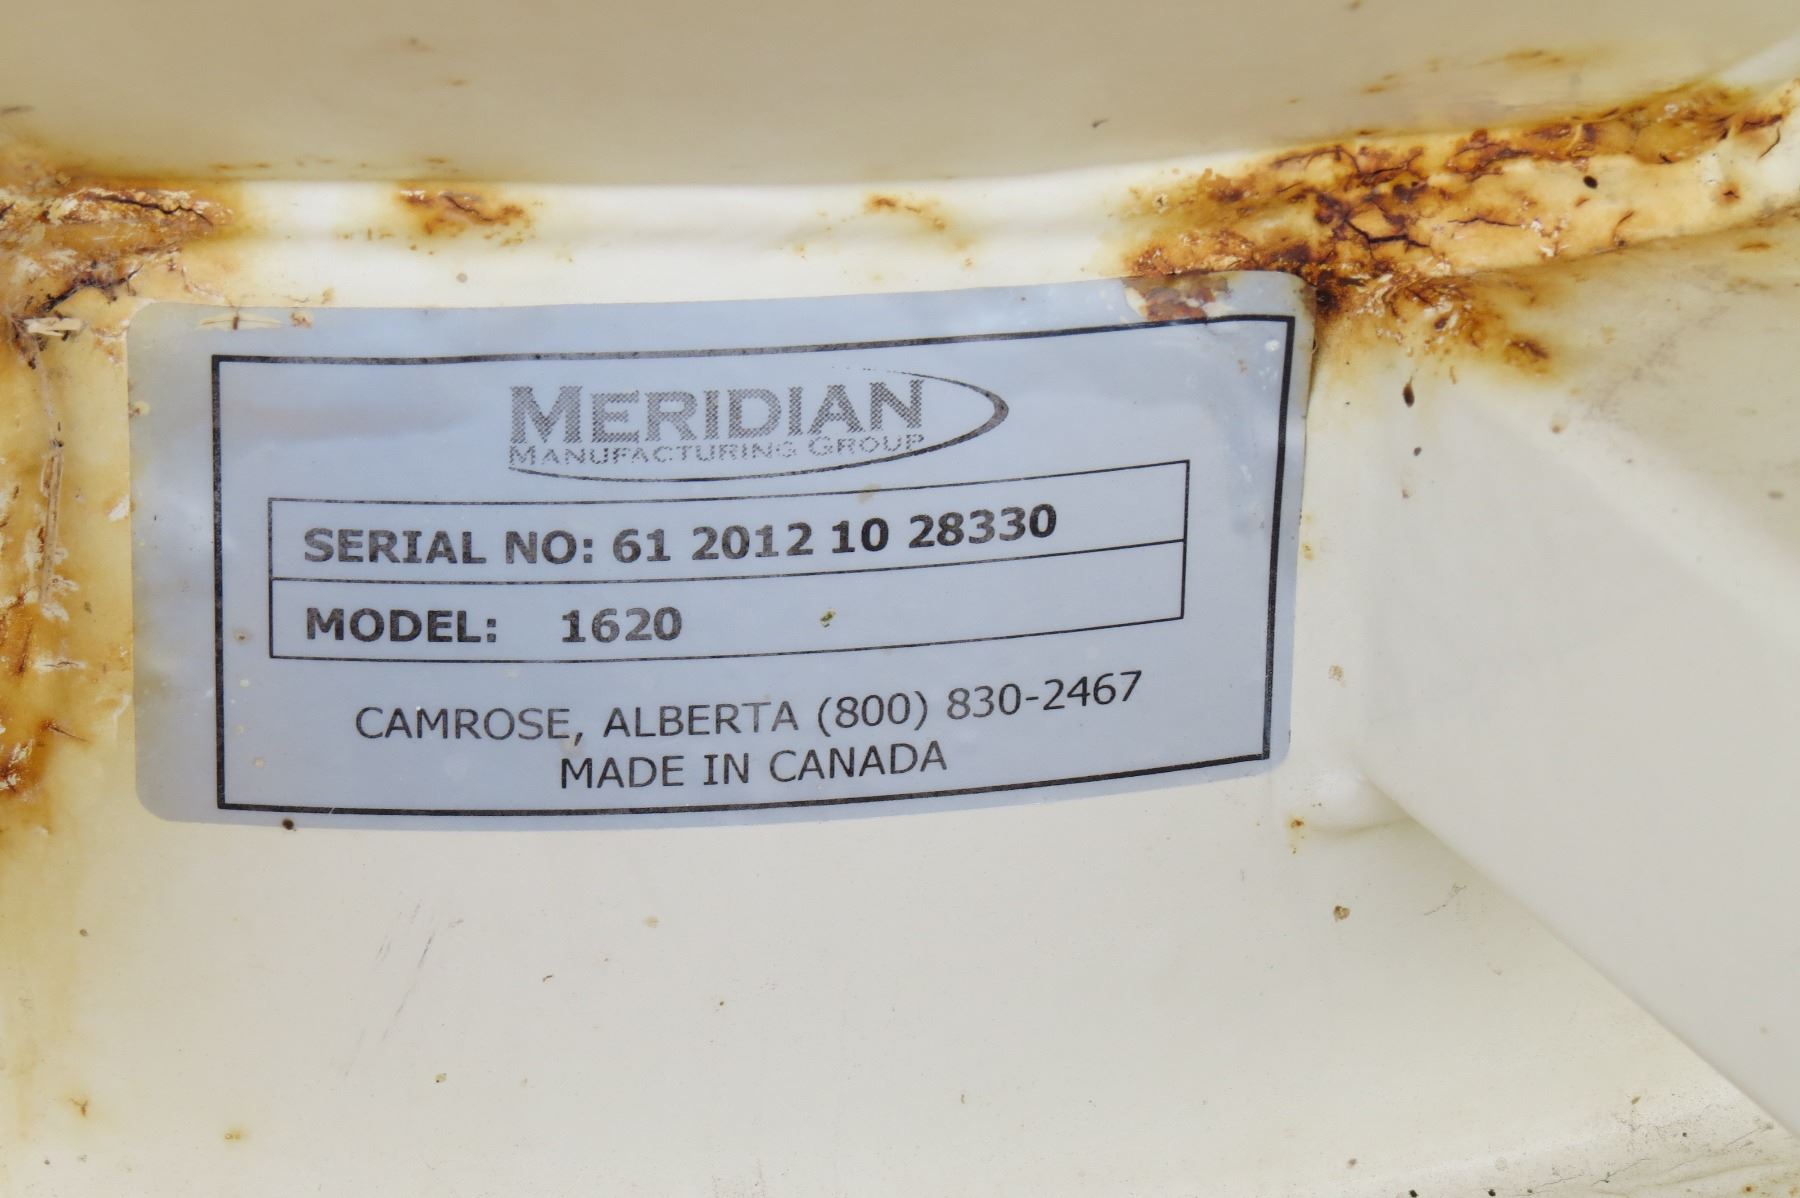 MERIDIAN
MANUFACTURING GROUP
SERIAL NO: 61 2012 10 28330
MODEL: 1620
CAMROSE, ALBERTA (800) 830-2467
MADE IN CANADA